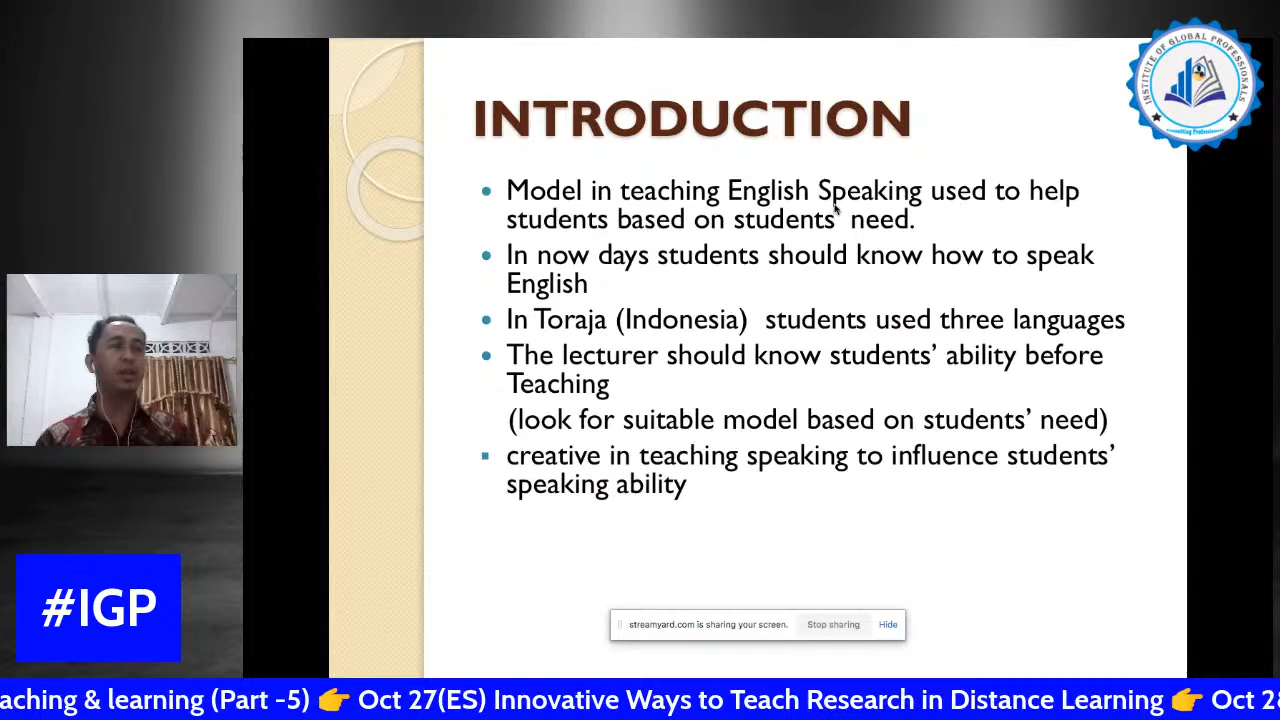 INSTITUTE OF GLOBAL PROFESSIONALS
Connecting Professionals
INTRODUCTION
Model in teaching English Speaking used to help
students based on students' need.
In now days students should know how to speak
English
In Toraja (Indonesia) students used three languages
The lecturer should know students' ability before
Teaching
(look for suitable model based on students' need)
creative in teaching speaking to influence students'
speaking ability
#IGP
streamyard.com is sharing your screen. Stop sharing Hide
aching & learning (Part -5) 👉 Oct 27(ES) Innovative Ways to Teach Research in Distance Learning 👉 Oct 28